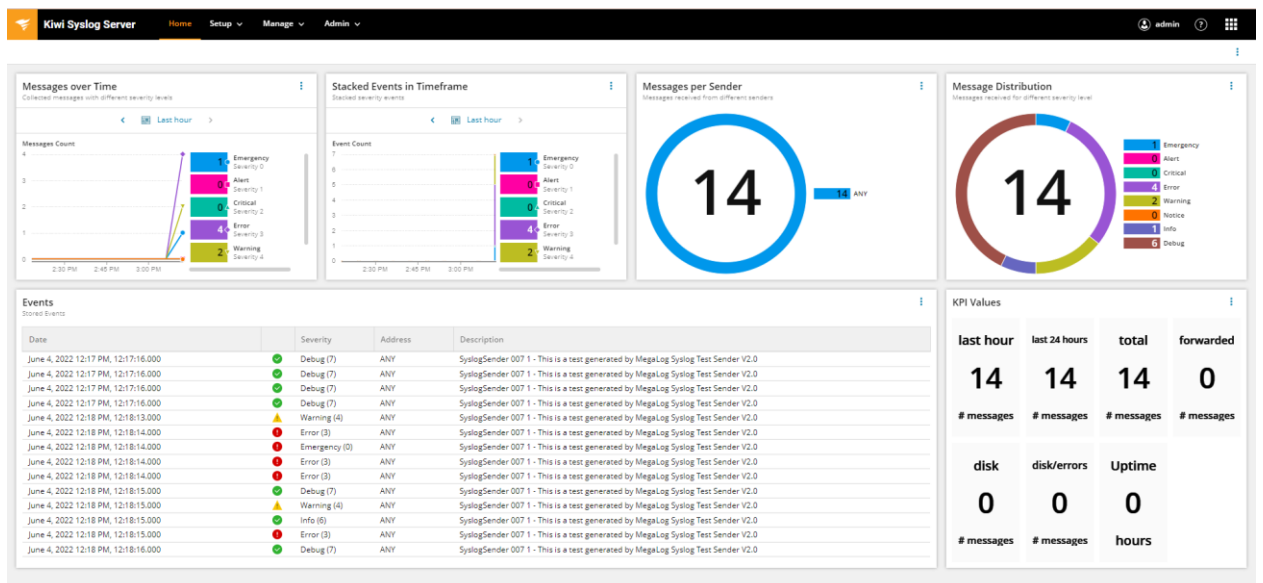 Kiwi Syslog Server Home Setup Manage Admin admin ?
Messages over Time
Collected messages with different severity levels
Last hour
Messages Count
4
3
2
1
0
2:30 PM 2:45 PM 3:00 PM
1 Emergency
Severity 0
0 Alert
Severity 1
0 Critical
Severity 2
4 Error
Severity 3
2 Warning
Severity 4
Stacked Events in Timeframe
Stacked severity events
Last hour
Event Count
7
6
5
4
3
2
1
0
2:30 PM 2:45 PM 3:00 PM
1 Emergency
Severity 0
0 Alert
Severity 1
0 Critical
Severity 2
4 Error
Severity 3
2 Warning
Severity 4
Messages per Sender
Messages received from different senders
14
14 ANY
Message Distribution
Messages received for different severity level
14
1 Emergency
0 Alert
0 Critical
4 Error
2 Warning
0 Notice
1 Info
6 Debug
Events
Stored Events
Date Severity Address Description
June 4, 2022 12:17 PM, 12:17:16.000 Debug (7) ANY SyslogSender 007 1 - This is a test generated by MegaLog Syslog Test Sender V2.0
June 4, 2022 12:17 PM, 12:17:16.000 Debug (7) ANY SyslogSender 007 1 - This is a test generated by MegaLog Syslog Test Sender V2.0
June 4, 2022 12:17 PM, 12:17:16.000 Debug (7) ANY SyslogSender 007 1 - This is a test generated by MegaLog Syslog Test Sender V2.0
June 4, 2022 12:17 PM, 12:17:16.000 Debug (7) ANY SyslogSender 007 1 - This is a test generated by MegaLog Syslog Test Sender V2.0
June 4, 2022 12:18 PM, 12:18:13.000 Warning (4) ANY SyslogSender 007 1 - This is a test generated by MegaLog Syslog Test Sender V2.0
June 4, 2022 12:18 PM, 12:18:14.000 Error (3) ANY SyslogSender 007 1 - This is a test generated by MegaLog Syslog Test Sender V2.0
June 4, 2022 12:18 PM, 12:18:14.000 Emergency (0) ANY SyslogSender 007 1 - This is a test generated by MegaLog Syslog Test Sender V2.0
June 4, 2022 12:18 PM, 12:18:14.000 Error (3) ANY SyslogSender 007 1 - This is a test generated by MegaLog Syslog Test Sender V2.0
June 4, 2022 12:18 PM, 12:18:14.000 Error (3) ANY SyslogSender 007 1 - This is a test generated by MegaLog Syslog Test Sender V2.0
June 4, 2022 12:18 PM, 12:18:15.000 Debug (7) ANY SyslogSender 007 1 - This is a test generated by MegaLog Syslog Test Sender V2.0
June 4, 2022 12:18 PM, 12:18:15.000 Warning (4) ANY SyslogSender 007 1 - This is a test generated by MegaLog Syslog Test Sender V2.0
June 4, 2022 12:18 PM, 12:18:15.000 Info (6) ANY SyslogSender 007 1 - This is a test generated by MegaLog Syslog Test Sender V2.0
June 4, 2022 12:18 PM, 12:18:15.000 Error (3) ANY SyslogSender 007 1 - This is a test generated by MegaLog Syslog Test Sender V2.0
June 4, 2022 12:18 PM, 12:18:16.000 Debug (7) ANY SyslogSender 007 1 - This is a test generated by MegaLog Syslog Test Sender V2.0
KPI Values
last hour last 24 hours total forwarded
14 14 14 0
# messages # messages # messages # messages
disk disk/errors Uptime
0 0 0
# messages # messages hours